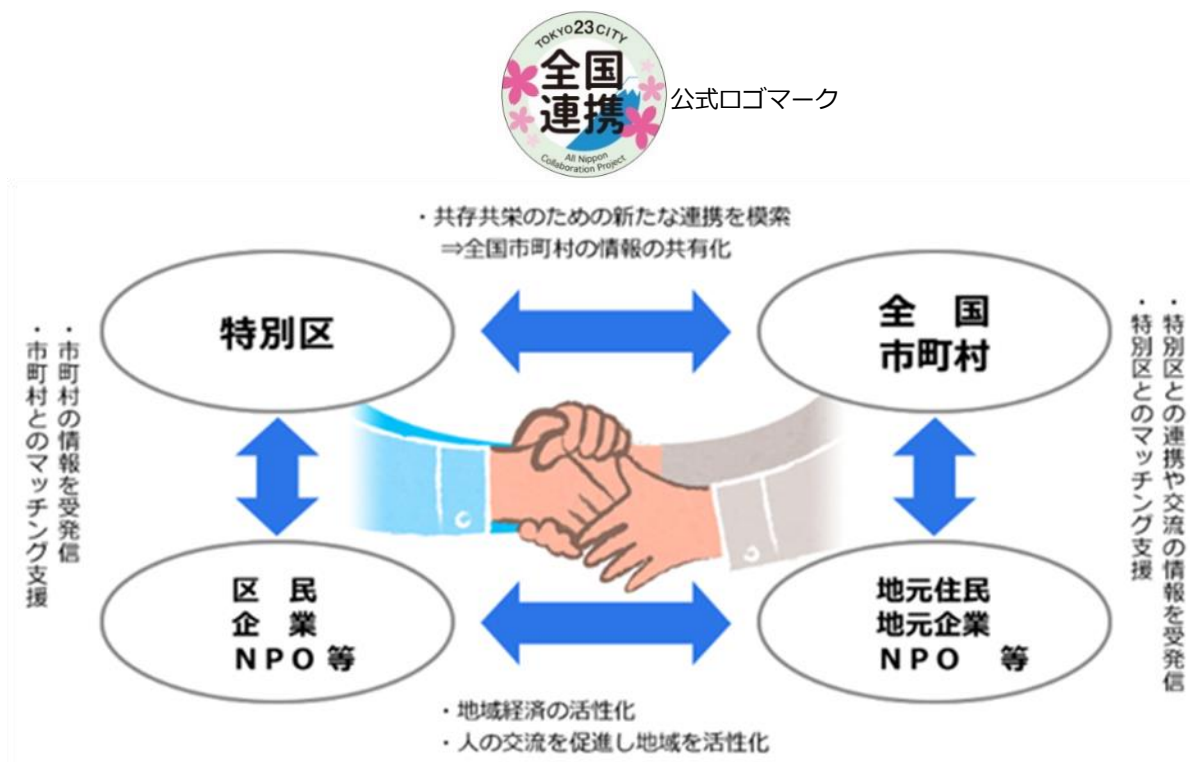 TOKYO23CITY
全国
連携
All Nippon
Collaboration Project
公式ロゴマーク
・共存共栄のための新たな連携を模索
⇒全国市町村の情報の共有化
特別区
全　国
市町村
・市町村の情報を受発信
・市町村とのマッチング支援
・特別区との連携や交流の情報を受発信
・特別区とのマッチング支援
区　民
企　業
ＮＰＯ 等
地元住民
地元企業
ＮＰＯ　等
・地域経済の活性化
・人の交流を促進し地域を活性化